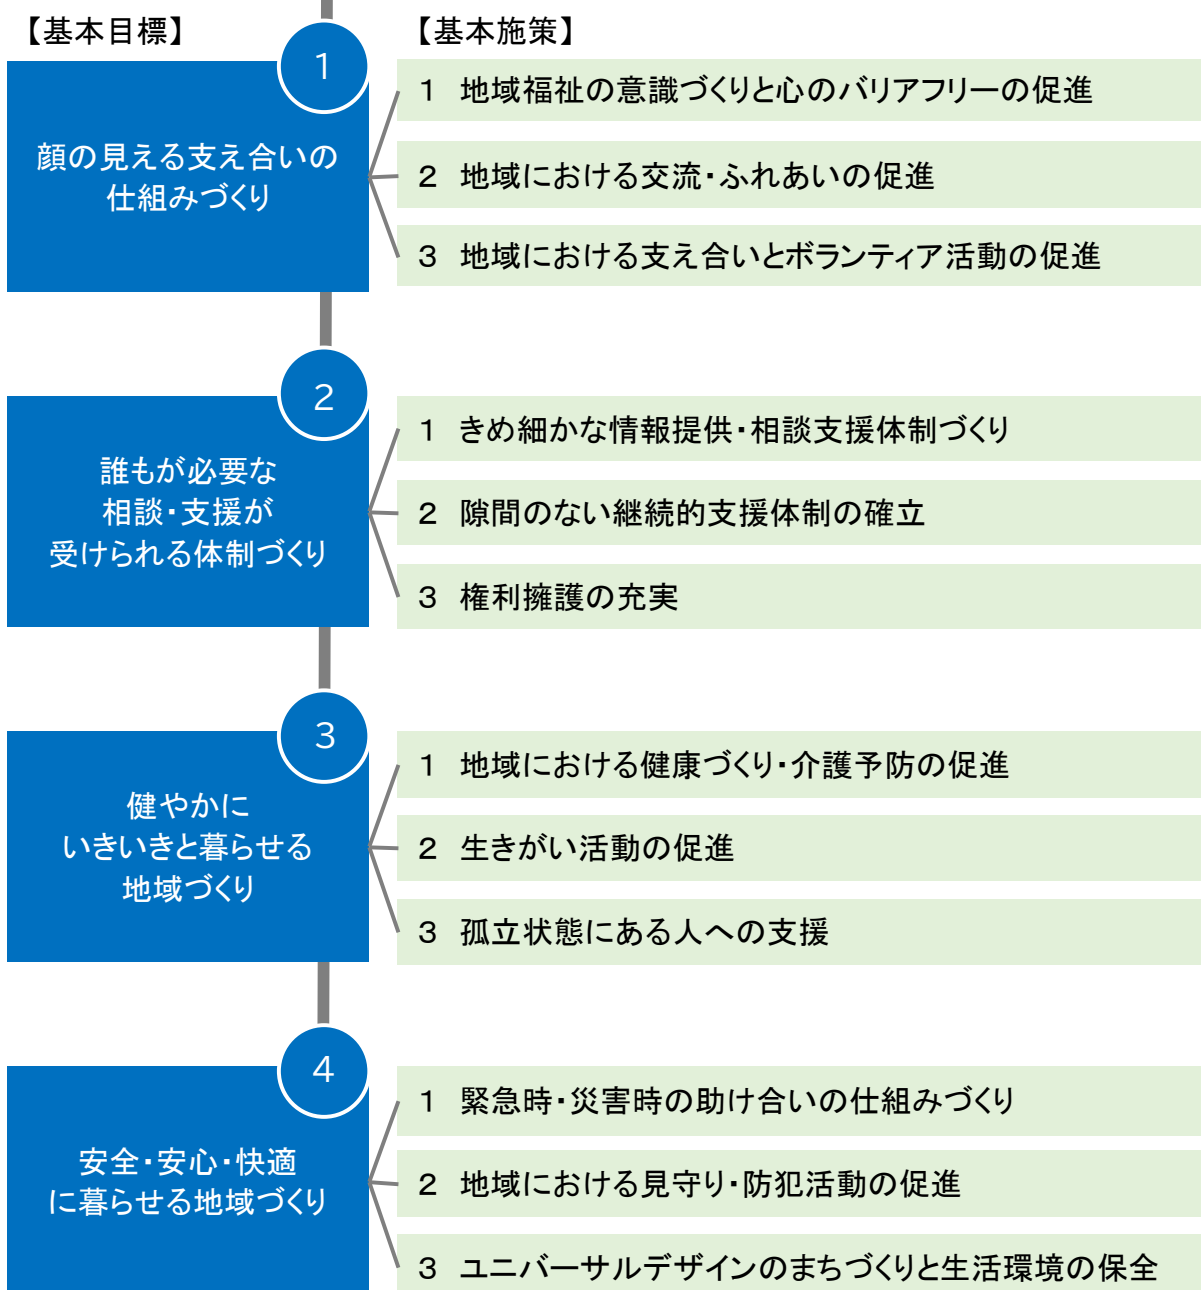 【基本目標】
【基本施策】
1
顔の見える支え合いの
仕組みづくり
1 地域福祉の意識づくりと心のバリアフリーの促進
2 地域における交流・ふれあいの促進
3 地域における支え合いとボランティア活動の促進
2
誰もが必要な
相談・支援が
受けられる体制づくり
1 きめ細かな情報提供・相談支援体制づくり
2 隙間のない継続的支援体制の確立
3 権利擁護の充実
3
健やかに
いきいきと暮らせる
地域づくり
1 地域における健康づくり・介護予防の促進
2 生きがい活動の促進
3 孤立状態にある人への支援
4
安全・安心・快適
に暮らせる地域づくり
1 緊急時・災害時の助け合いの仕組みづくり
2 地域における見守り・防犯活動の促進
3 ユニバーサルデザインのまちづくりと生活環境の保全